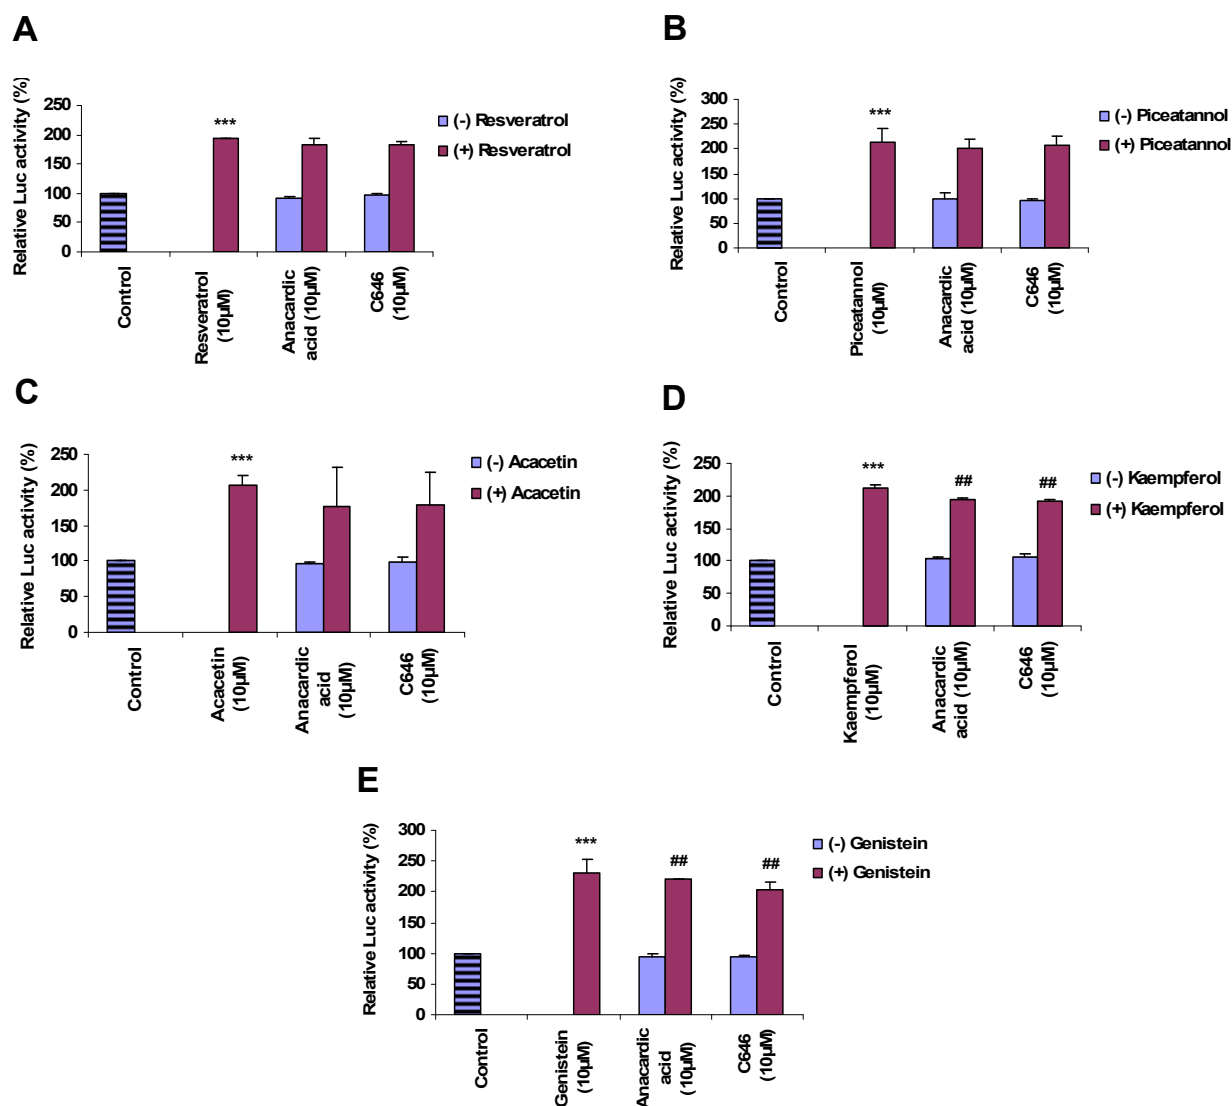 A
Relative Luc activity (%)
250
200
150
100
50
0
***
Control
Resveratrol
(10µM)
Anacardic
acid (10µM)
C646
(10µM)
(-) Resveratrol
(+) Resveratrol
B
Relative Luc activity (%)
300
250
200
150
100
50
0
***
Control
Piceatannol
(10µM)
Anacardic
acid (10µM)
C646
(10µM)
(-) Piceatannol
(+) Piceatannol
C
Relative Luc activity (%)
250
200
150
100
50
0
***
Control
Acacetin
(10µM)
Anacardic
acid
(10µM)
C646
(10µM)
(-) Acacetin
(+) Acacetin
D
Relative Luc activity (%)
250
200
150
100
50
0
***
##
##
Control
Kaempferol
(10µM)
Anacardic
acid (10µM)
C646
(10µM)
(-) Kaempferol
(+) Kaempferol
E
Relative Luc activity (%)
300
250
200
150
100
50
0
***
##
##
Control
Genistein
(10µM)
Anacardic
acid
(10µM)
C646
(10µM)
(-) Genistein
(+) Genistein